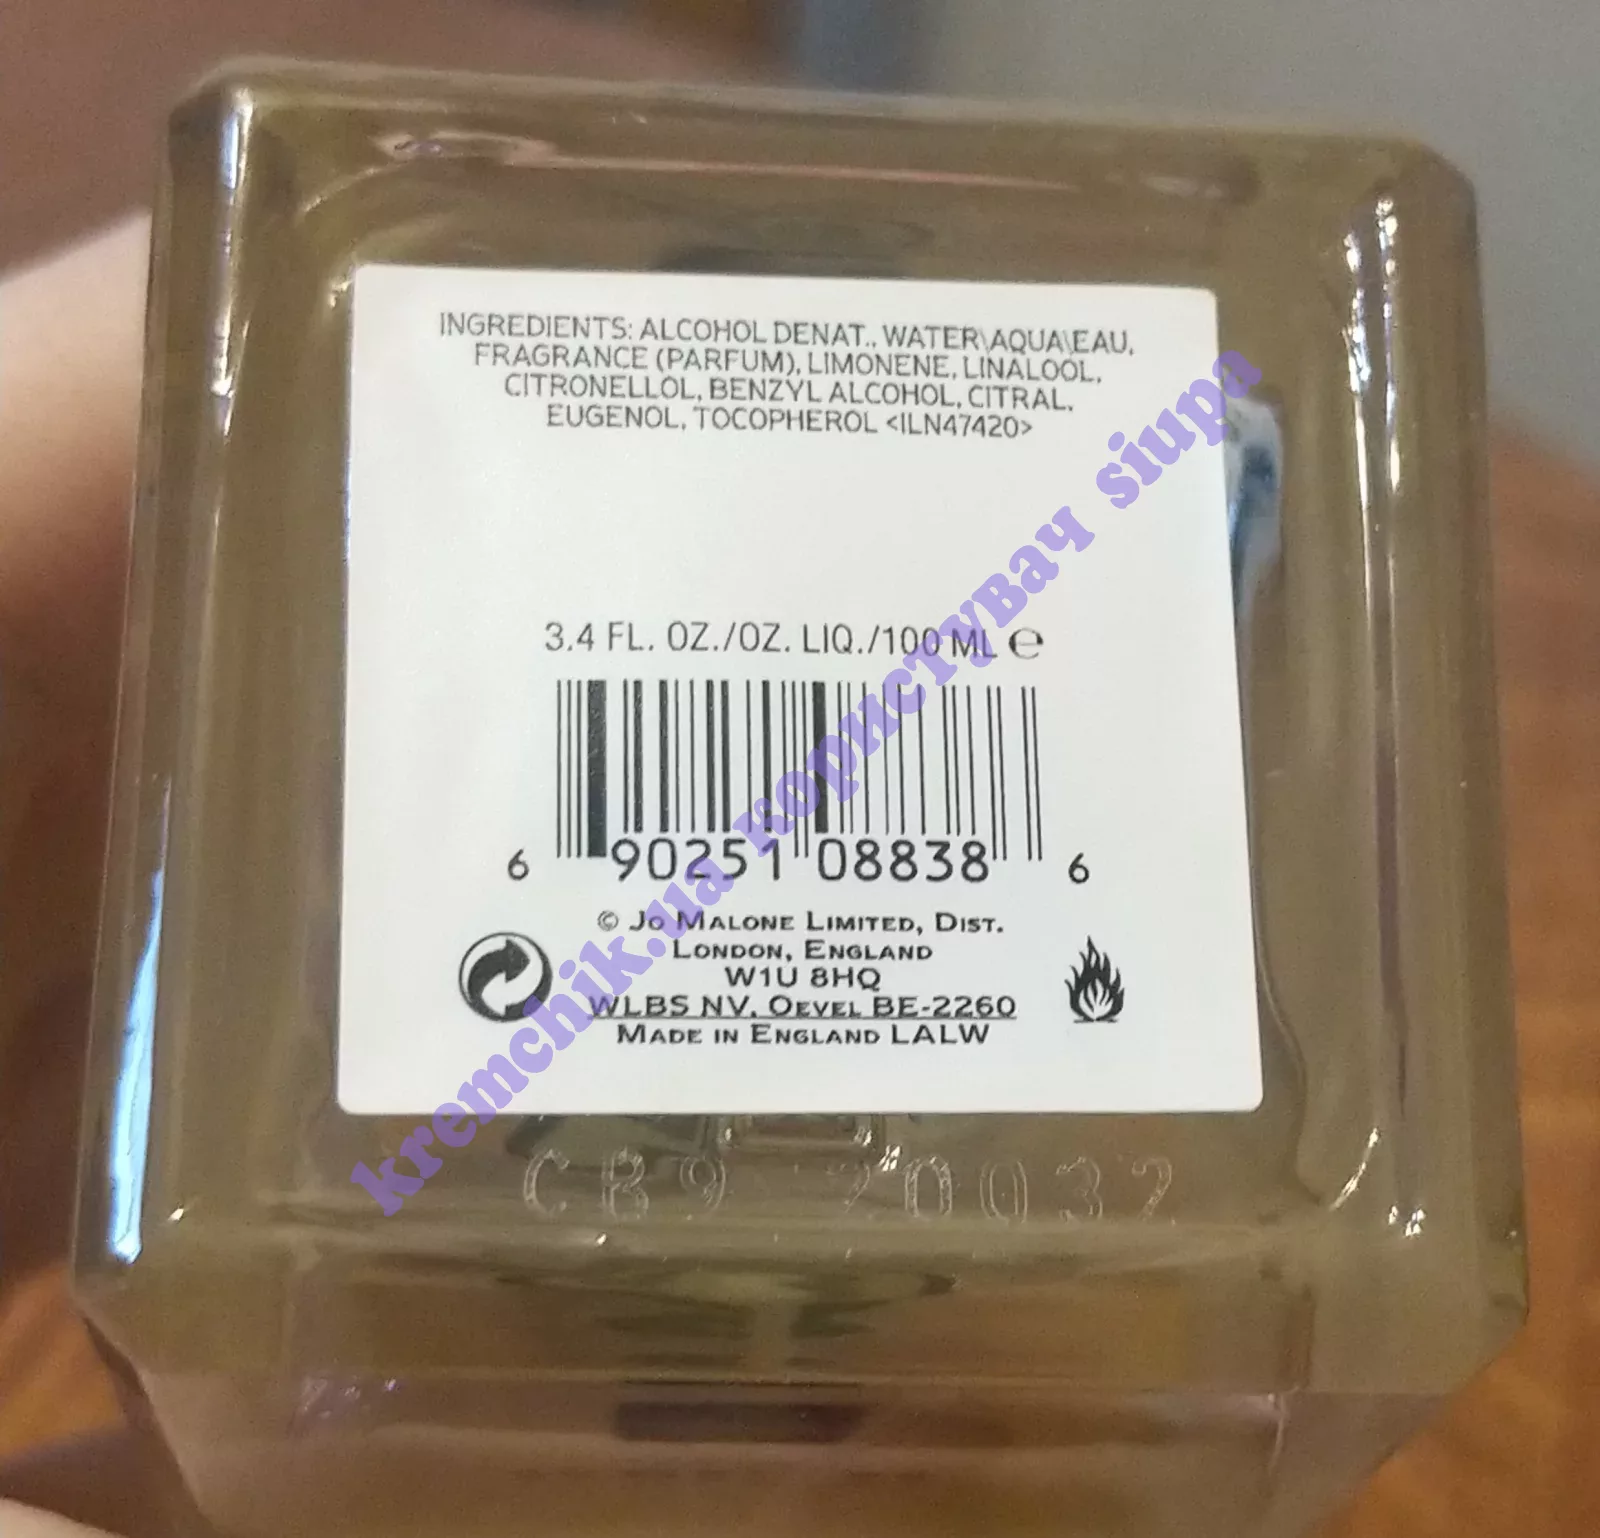 INGREDIENTS: ALCOHOL DENAT., WATER\AQUA\EAU,
FRAGRANCE (PARFUM), LIMONENE, LINALOOL,
CITRONELLOL, BENZYL ALCOHOL, CITRAL,
EUGENOL, TOCOPHEROL <ILN47420>
3.4 FL. OZ./OZ. LIQ./100 ML ℮
6 90251 08838 6
© JO MALONE LIMITED, DIST.
LONDON, ENGLAND
W1U 8HQ
WLBS NV, OEVEL BE-2260
MADE IN ENGLAND LALW
CB9 20032
kremchik.ua користувач siupa